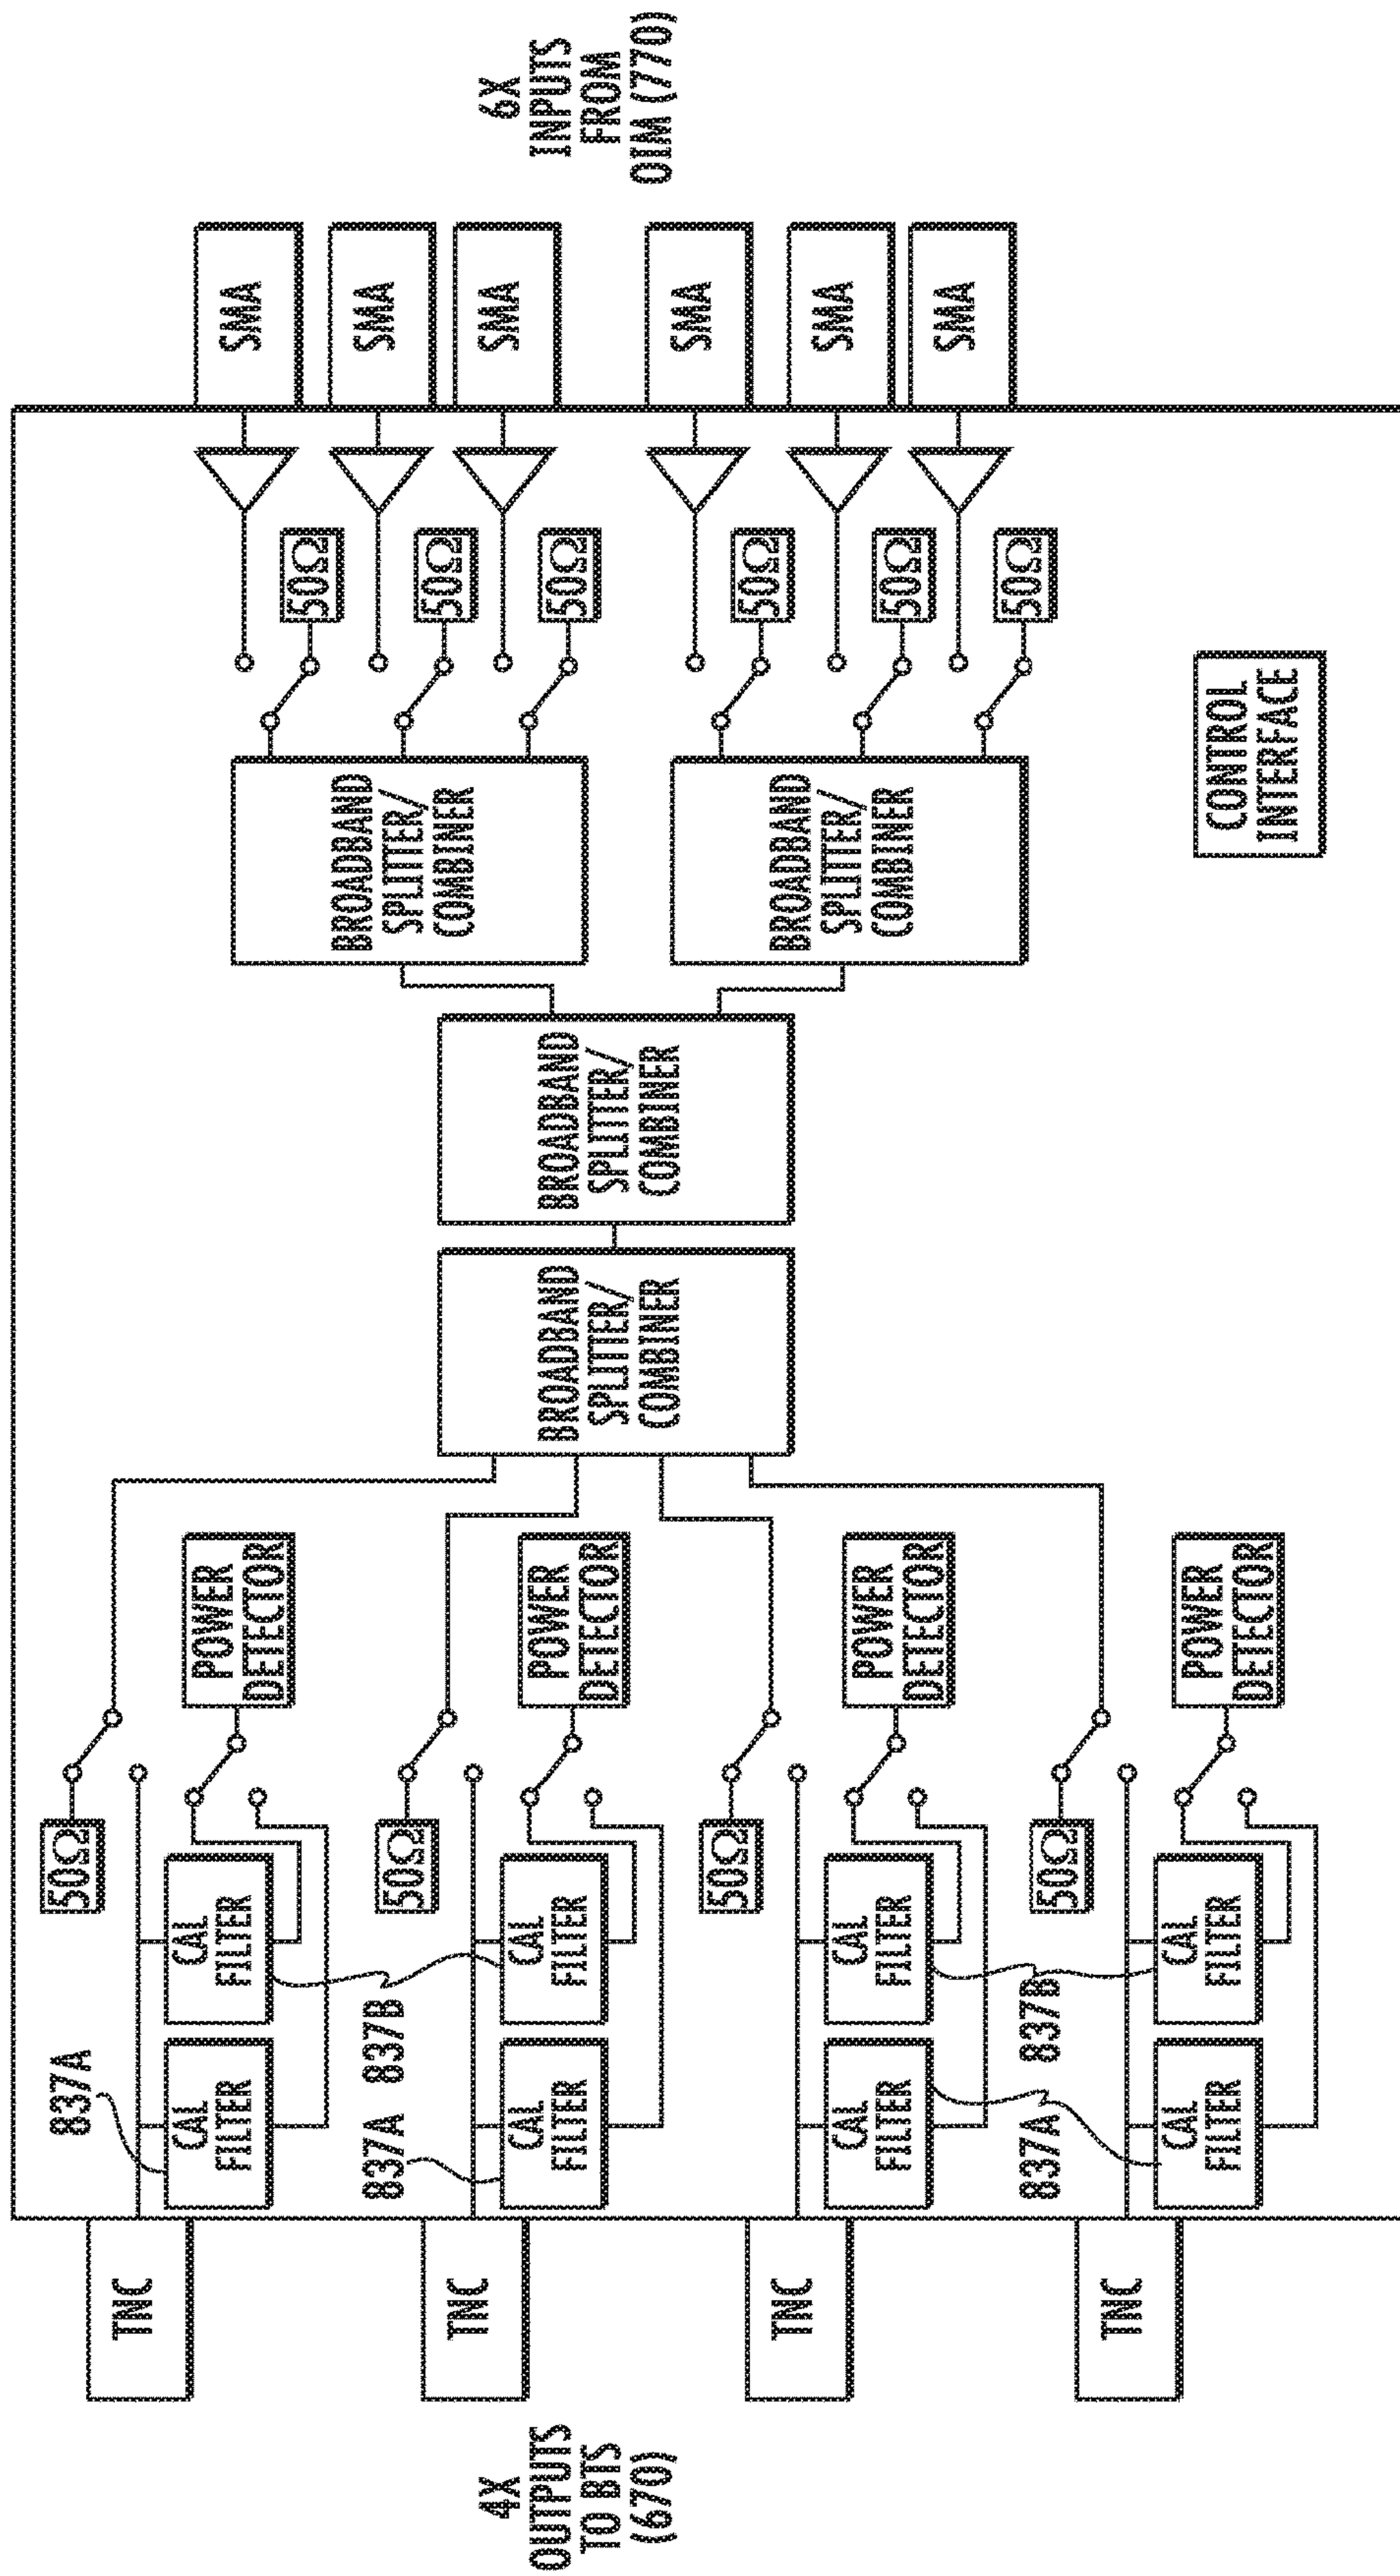 4X
OUTPUTS
TO BTS
(670)
TNC
837A
50Ω
CAL
FILTER
CAL
FILTER
POWER
DETECTOR
TNC
837A
837B
50Ω
CAL
FILTER
CAL
FILTER
POWER
DETECTOR
TNC
50Ω
CAL
FILTER
CAL
FILTER
POWER
DETECTOR
TNC
837A
837B
50Ω
CAL
FILTER
CAL
FILTER
POWER
DETECTOR
BROADBAND
SPLITTER/
COMBINER
BROADBAND
SPLITTER/
COMBINER
BROADBAND
SPLITTER/
COMBINER
BROADBAND
SPLITTER/
COMBINER
CONTROL
INTERFACE
50Ω
50Ω
50Ω
50Ω
50Ω
50Ω
SMA
SMA
SMA
SMA
SMA
SMA
6X
INPUTS
FROM
OIM (770)